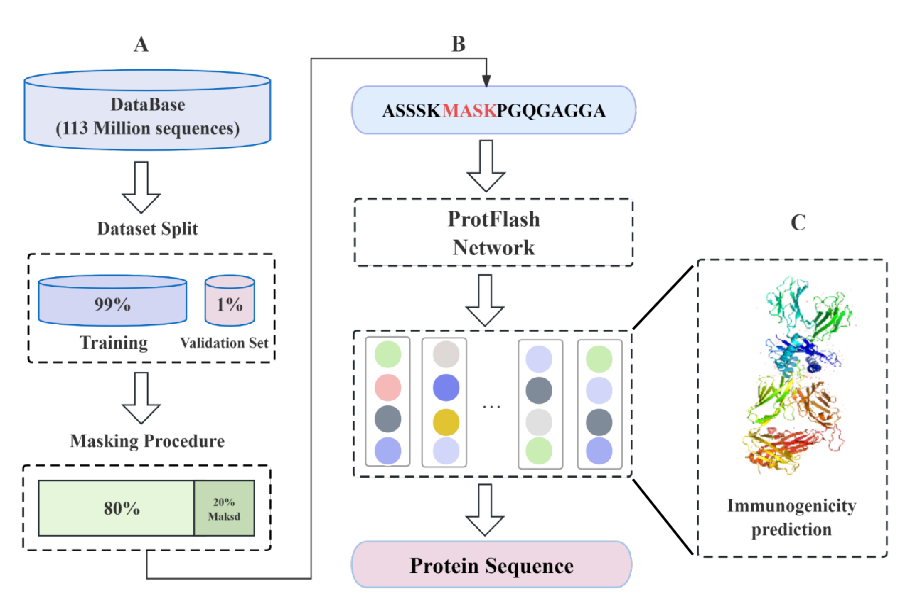 A
DataBase
(113 Million sequences)
Dataset Split
99%
1%
Training
Validation Set
Masking Procedure
80%
20%
Maksd
B
ASSSKMASKPGQGAGGA
ProtFlash
Network
...
Protein Sequence
C
Immunogenicity
prediction